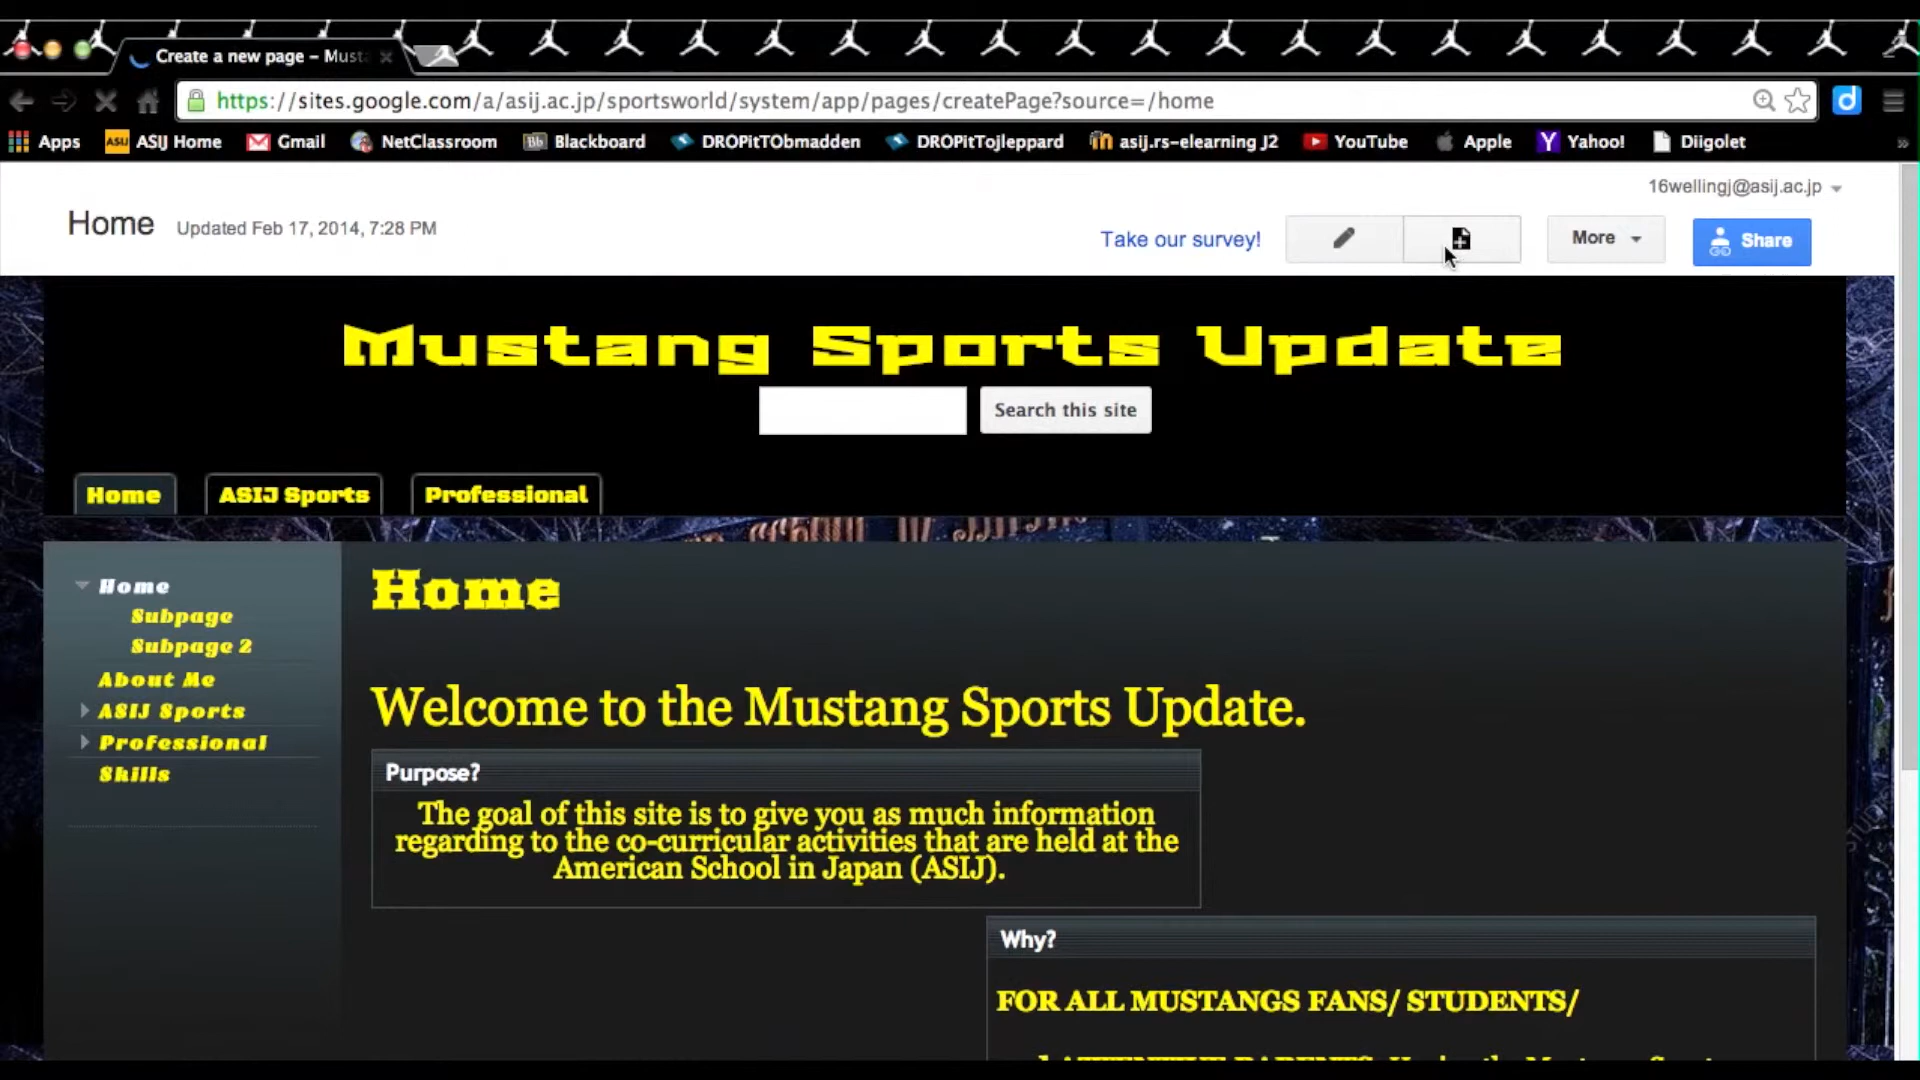 Create a new page – Must
https://sites.google.com/a/asij.ac.jp/sportsworld/system/app/pages/createPage?source=/home
Apps ASIJ Home Gmail NetClassroom Bb Blackboard DROPitTObmadden DROPitTojleppard asij.rs-elearning J2 YouTube Apple Yahoo! Diigolet »
16wellingj@asij.ac.jp
Home Updated Feb 17, 2014, 7:28 PM
Take our survey! More Share
Mustang Sports Update
Search this site
Home ASIJ Sports Professional
Home
Subpage
Subpage 2
About Me
ASIJ Sports
Professional
Skills
Home
Welcome to the Mustang Sports Update.
Purpose?
The goal of this site is to give you as much information
regarding to the co-curricular activities that are held at the
American School in Japan (ASIJ).
Why?
FOR ALL MUSTANGS FANS/ STUDENTS/